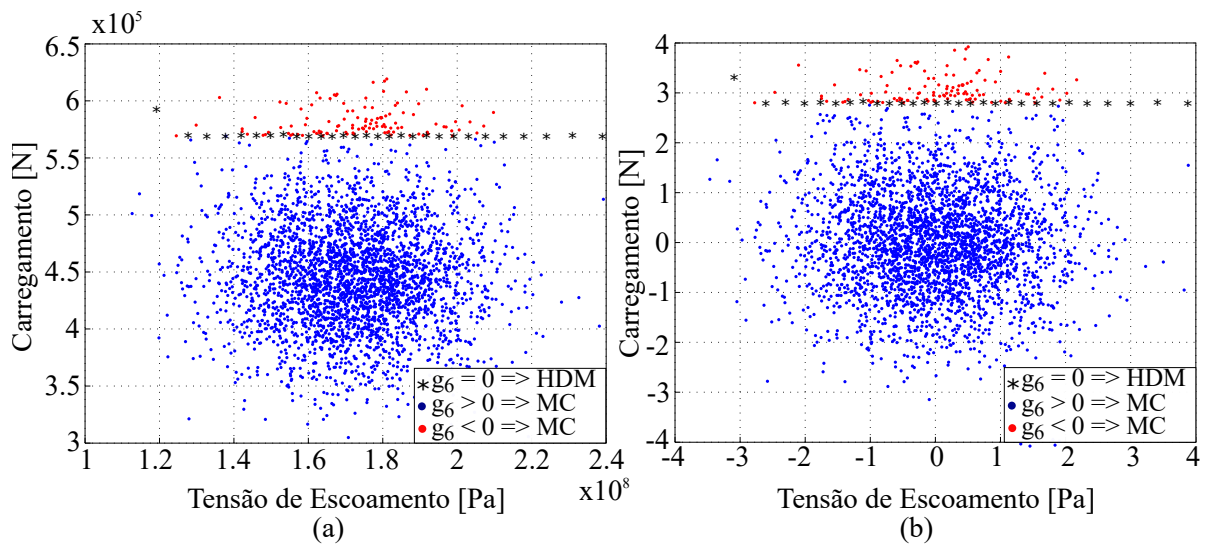 x10⁵
6.5
6
5.5
5
4.5
4
3.5
3
1
1.2
1.4
1.6
1.8
2
2.2
2.4
x10⁸
Carregamento [N]
Tensão de Escoamento [Pa]
* g₆ = 0 => HDM
g₆ > 0 => MC
g₆ < 0 => MC
(a)
4
3
2
1
0
-1
-2
-3
-4
-4
-3
-2
-1
0
1
2
3
4
Carregamento [N]
Tensão de Escoamento [Pa]
* g₆ = 0 => HDM
g₆ > 0 => MC
g₆ < 0 => MC
(b)